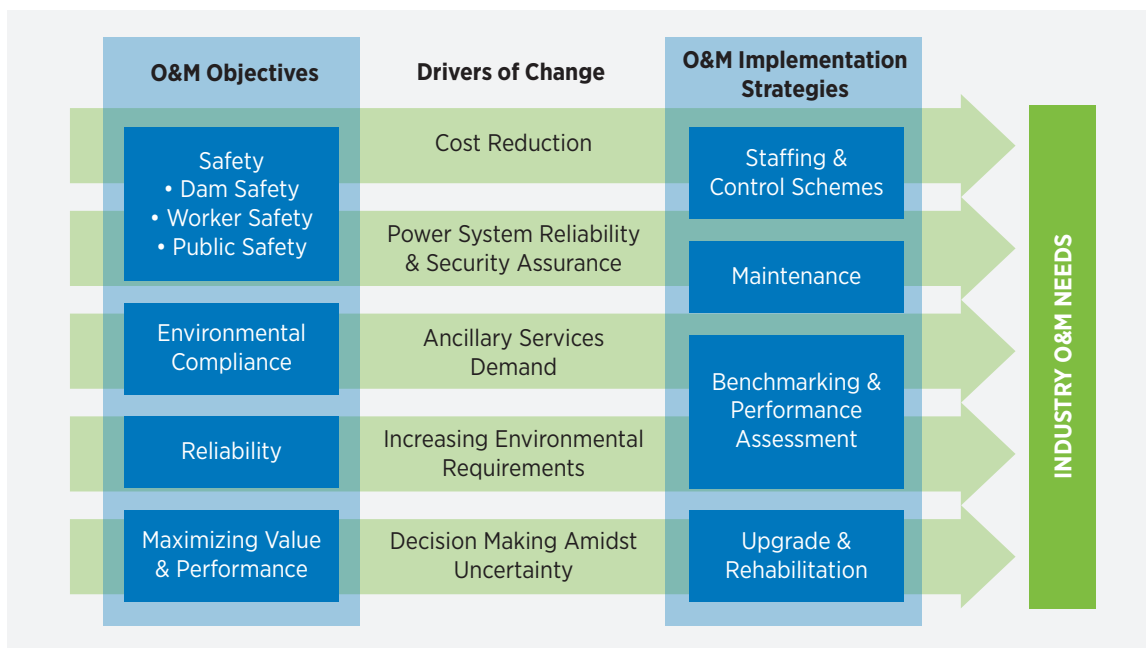 O&M Objectives
Safety
• Dam Safety
• Worker Safety
• Public Safety
Environmental
Compliance
Reliability
Maximizing Value
& Performance
Drivers of Change
Cost Reduction
Power System Reliability
& Security Assurance
Ancillary Services
Demand
Increasing Environmental
Requirements
Decision Making Amidst
Uncertainty
O&M Implementation
Strategies
Staffing &
Control Schemes
Maintenance
Benchmarking &
Performance
Assessment
Upgrade &
Rehabilitation
INDUSTRY O&M NEEDS